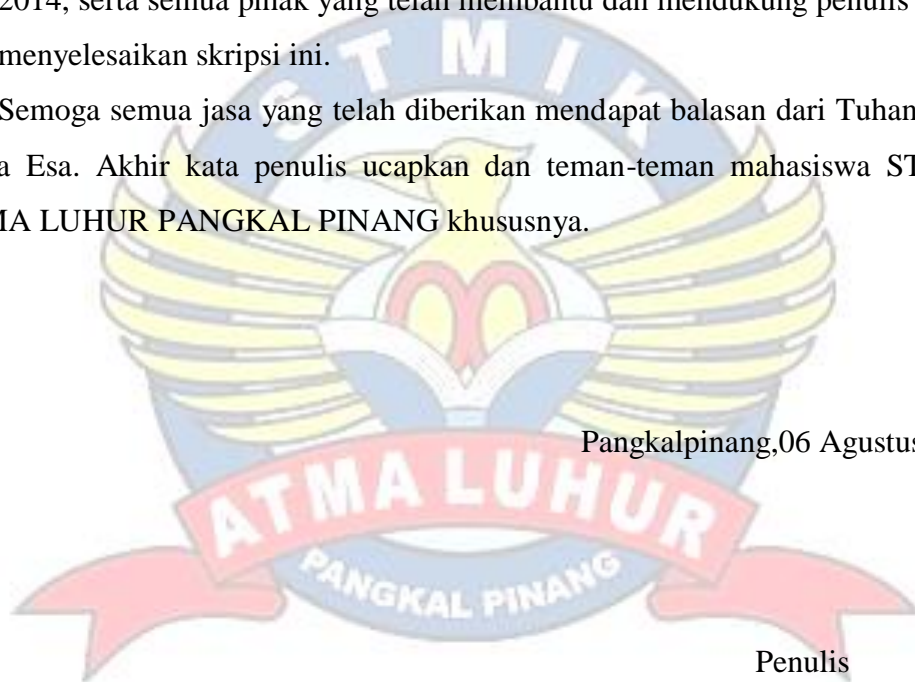 2014, serta semua pihak yang telah membantu dan mendukung penulis
menyelesaikan skripsi ini.
Semoga semua jasa yang telah diberikan mendapat balasan dari Tuhan
a Esa. Akhir kata penulis ucapkan dan teman-teman mahasiswa ST
MA LUHUR PANGKAL PINANG khususnya.
Pangkalpinang,06 Agustus
Penulis
STMIK
ATMA LUHUR
PANGKAL PINANG